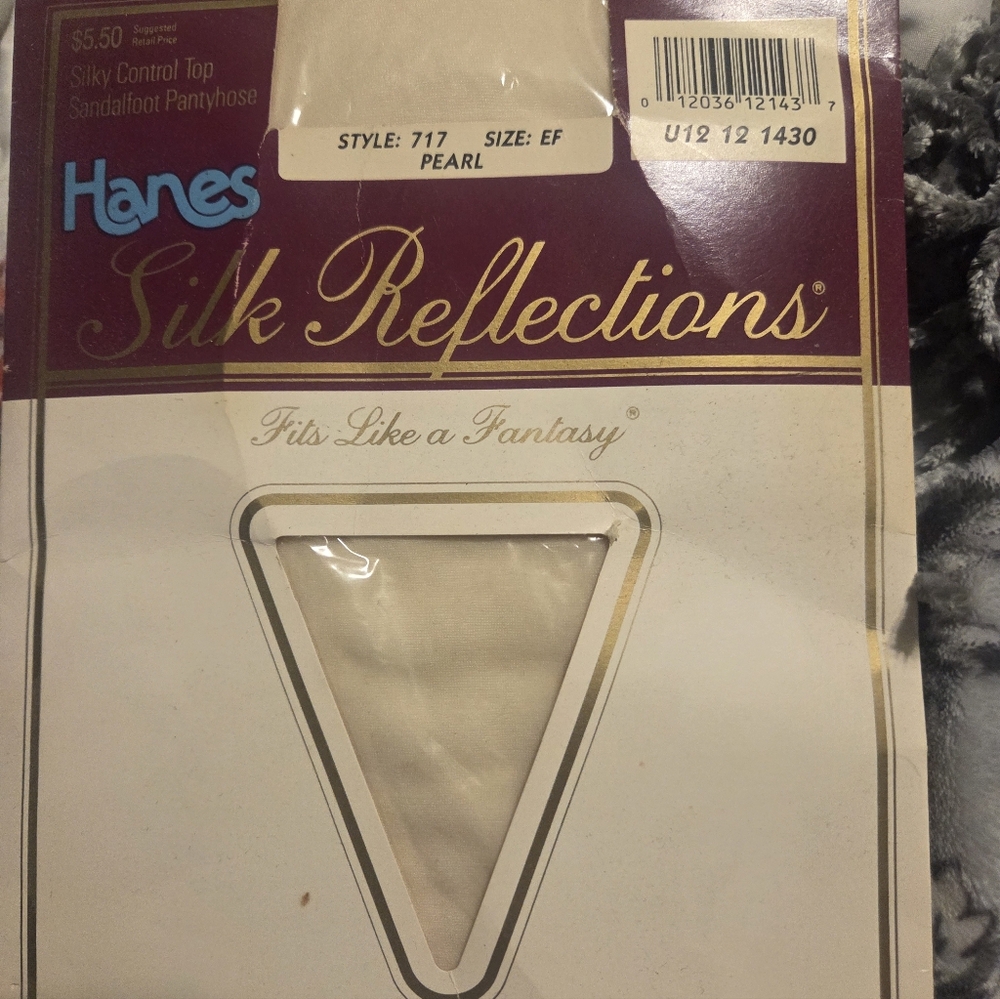 $5.50 Suggested
Retail Price
Silky Control Top
Sandalfoot Pantyhose
STYLE: 717 SIZE: EF
PEARL
0 12036 12143 7
U12 12 1430
Hanes
Silk Reflections®
Fits Like a Fantasy®